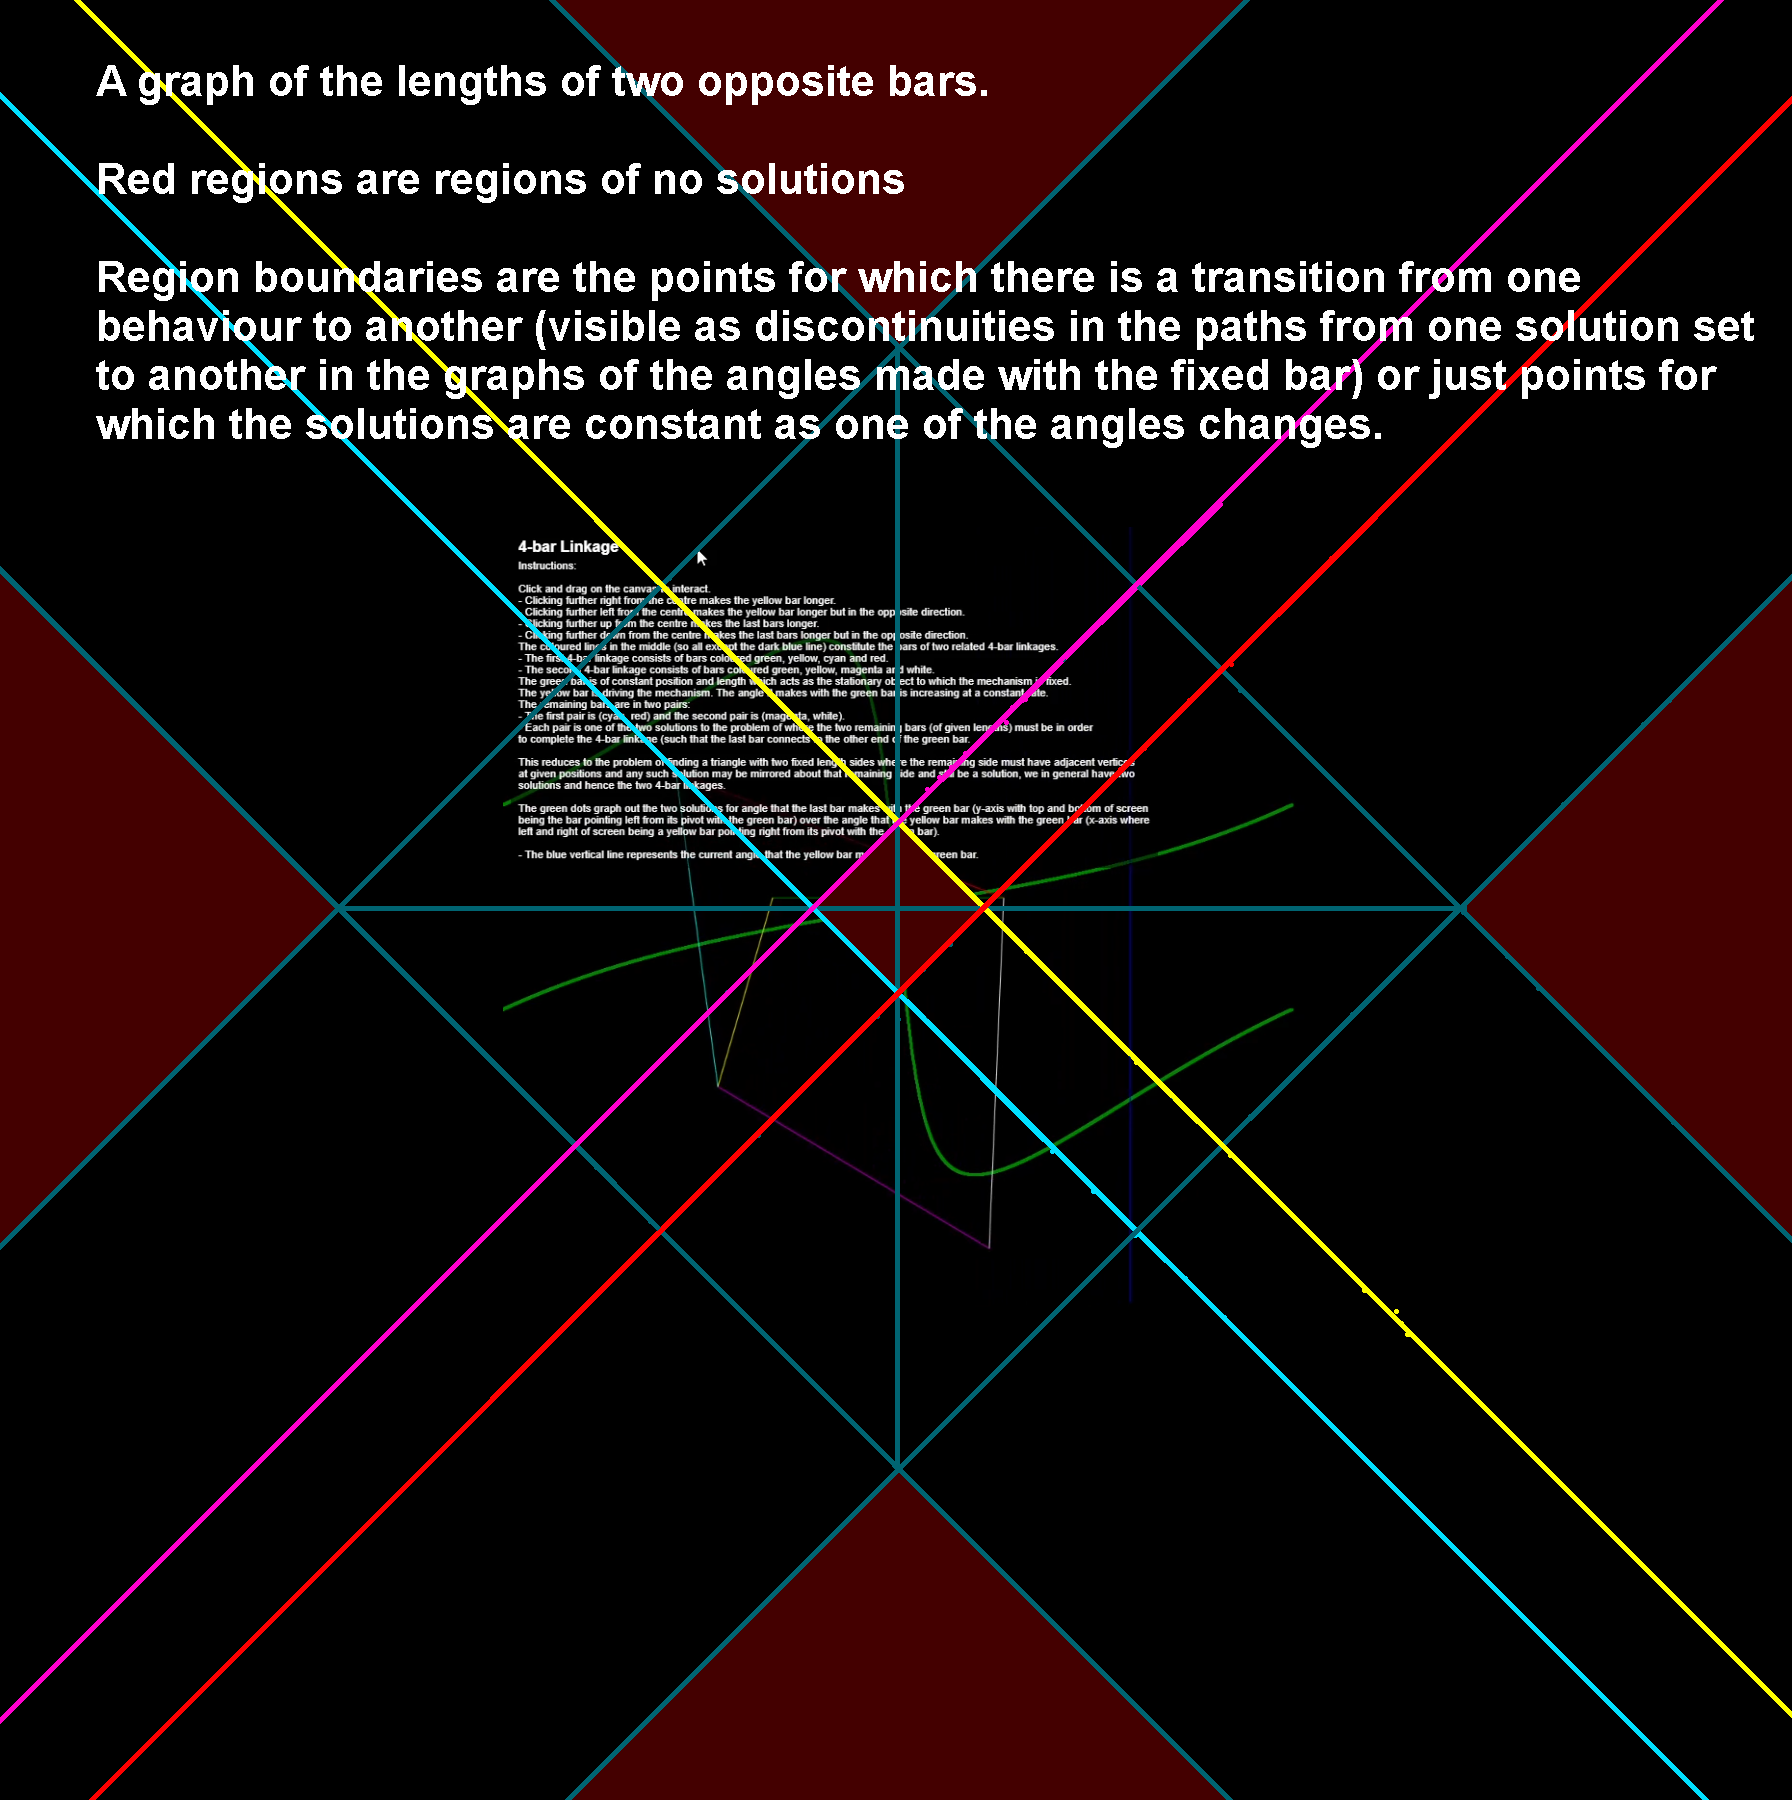 A graph of the lengths of two opposite bars.
Red regions are regions of no solutions
Region boundaries are the points for which there is a transition from one
behaviour to another (visible as discontinuities in the paths from one solution set
to another in the graphs of the angles made with the fixed bar) or just points for
which the solutions are constant as one of the angles changes.
4-bar Linkage
Instructions:
Click and drag on the canvas to interact.
- Clicking further right from the centre makes the yellow bar longer.
- Clicking further left from the centre makes the yellow bar longer but in the opposite direction.
- Clicking further up from the centre makes the last bars longer.
- Clicking further down from the centre makes the last bars longer but in the opposite direction.
The coloured lines in the middle (so all except the dark blue line) constitute the bars of two related 4-bar linkages.
- The first 4-bar linkage consists of bars coloured green, yellow, cyan and red.
- The second 4-bar linkage consists of bars coloured green, yellow, magenta and white.
The green bar is of constant position and length which acts as the stationary object to which the mechanism is fixed.
The yellow bar is driving the mechanism. The angle it makes with the green bar is increasing at a constant rate.
The remaining bars are in two pairs:
- The first pair is (cyan, red) and the second pair is (magenta, white).
- Each pair is one of the two solutions to the problem of where the two remaining bars (of given lengths) must be in order
to complete the 4-bar linkage (such that the last bar connects to the other end of the green bar.
This reduces to the problem of finding a triangle with two fixed length sides where the remaining side must have adjacent vertices
at given positions and any such solution may be mirrored about that remaining side and still be a solution, we in general have two
solutions and hence the two 4-bar linkages.
The green dots graph out the two solutions for angle that the last bar makes with the green bar (y-axis with top and bottom of screen
being the bar pointing left from its pivot with the green bar) over the angle that the yellow bar makes with the green bar (x-axis where
left and right of screen being a yellow bar pointing right from its pivot with the green bar).
- The blue vertical line represents the current angle that the yellow bar green bar.